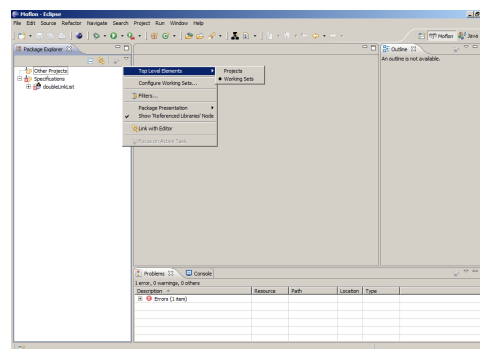 Moflon - Eclipse
File Edit Source Refactor Navigate Search Project Run Window Help
Moflon Java
Package Explorer
Outline
An outline is not available.
Other Projects
Specifications
doubleLinkList
Top Level Elements
Projects
Working Sets
Configure Working Sets...
Filters...
Package Presentation
Show 'Referenced Libraries' Node
Link with Editor
Focus on Active Task
Problems Console
1 error, 0 warnings, 0 others
Description Resource Path Location Type
Errors (1 item)